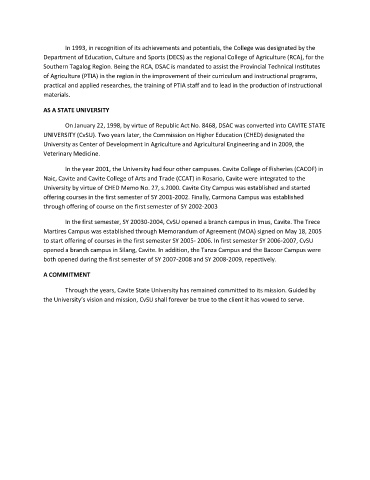 In 1993, in recognition of its achievements and potentials, the College was designated by the
Department of Education, Culture and Sports (DECS) as the regional College of Agriculture (RCA), for the
Southern Tagalog Region. Being the RCA, DSAC is mandated to assist the Provincial Technical Institutes
of Agriculture (PTIA) in the region in the improvement of their curriculum and instructional programs,
practical and applied researches, the training of PTIA staff and to lead in the production of instructional
materials.
AS A STATE UNIVERSITY
On January 22, 1998, by virtue of Republic Act No. 8468, DSAC was converted into CAVITE STATE
UNIVERSITY (CvSU). Two years later, the Commission on Higher Education (CHED) designated the
University as Center of Development in Agriculture and Agricultural Engineering and in 2009, the
Veterinary Medicine.
In the year 2001, the University had four other campuses. Cavite College of Fisheries (CACOF) in
Naic, Cavite and Cavite College of Arts and Trade (CCAT) in Rosario, Cavite were integrated to the
University by virtue of CHED Memo No. 27, s.2000. Cavite City Campus was established and started
offering courses in the first semester of SY 2001-2002. Finally, Carmona Campus was established
through offering of course on the first semester of SY 2002-2003
In the first semester, SY 20030-2004, CvSU opened a branch campus in Imus, Cavite. The Trece
Martires Campus was established through Memorandum of Agreement (MOA) signed on May 18, 2005
to start offering of courses in the first semester SY 2005- 2006. In first semester SY 2006-2007, CvSU
opened a branch campus in Silang, Cavite. In addition, the Tanza Campus and the Bacoor Campus were
both opened during the first semester of SY 2007-2008 and SY 2008-2009, repectively.
A COMMITMENT
Through the years, Cavite State University has remained committed to its mission. Guided by
the University's vision and mission, CvSU shall forever be true to the client it has vowed to serve.